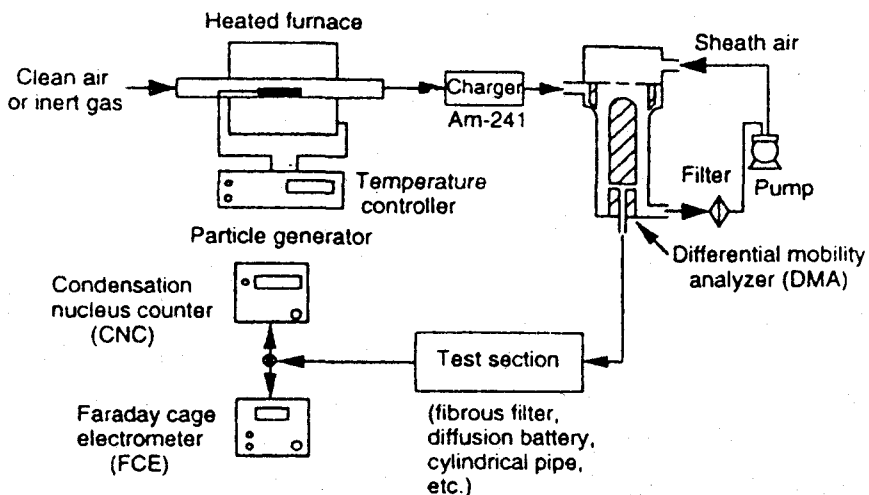 Heated furnace
Clean air
or inert gas
Charger
Am-241
Sheath air
Filter
Pump
Temperature
controller
Particle generator
Differential mobility
analyzer (DMA)
Condensation
nucleus counter
(CNC)
Test section
(fibrous filter,
diffusion battery,
cylindrical pipe,
etc.)
Faraday cage
electrometer
(FCE)